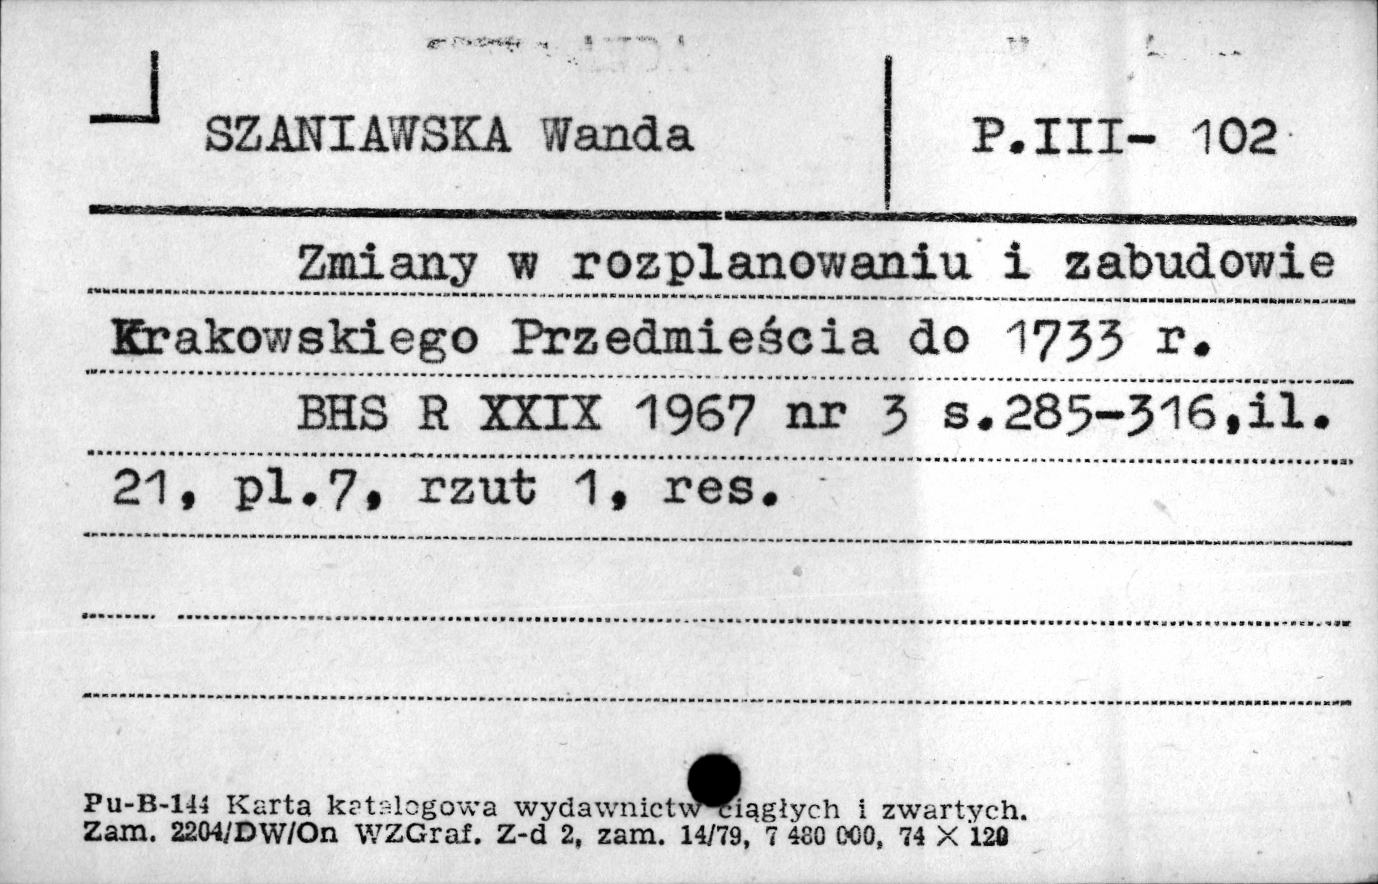 SZANIAWSKA Wanda
P.III- 102
Zmiany w rozplanowaniu i zabudowie
Krakowskiego Przedmieścia do 1733 r.
BHS R XXIX 1967 nr 3 s.285-316,il.
21, pl.7, rzut 1, res.
Pu-B-144 Karta katalogowa wydawnictw ciągłych i zwartych.
Zam. 2204/DW/On WZGraf. Z-d 2, zam. 14/79, 7 480 000, 74 X 120